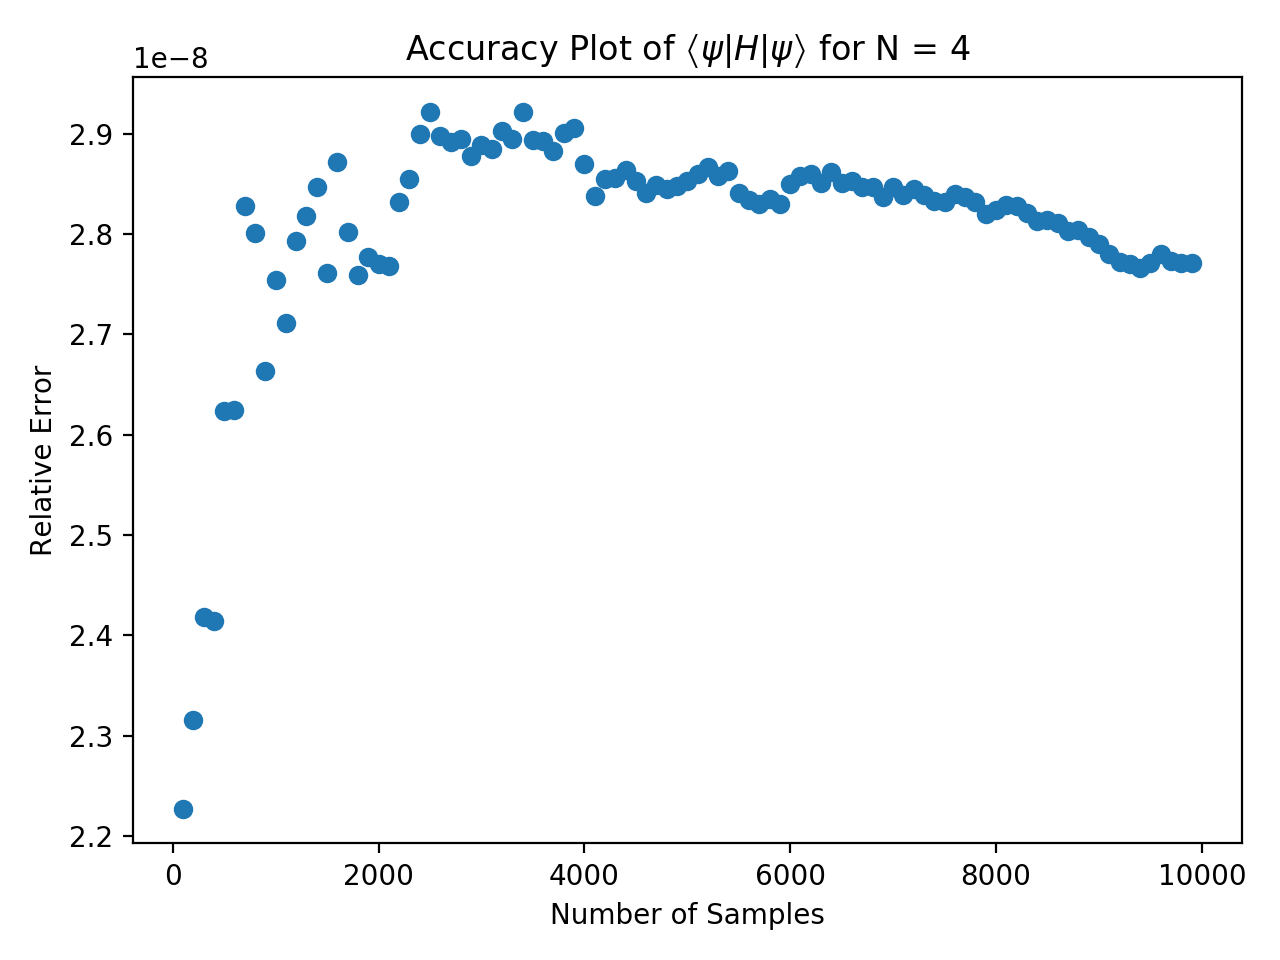 Accuracy Plot of ⟨ψ|H|ψ⟩ for N = 4
1e−8
2.9
2.8
2.7
2.6
2.5
2.4
2.3
2.2
Relative Error
0 2000 4000 6000 8000 10000
Number of Samples